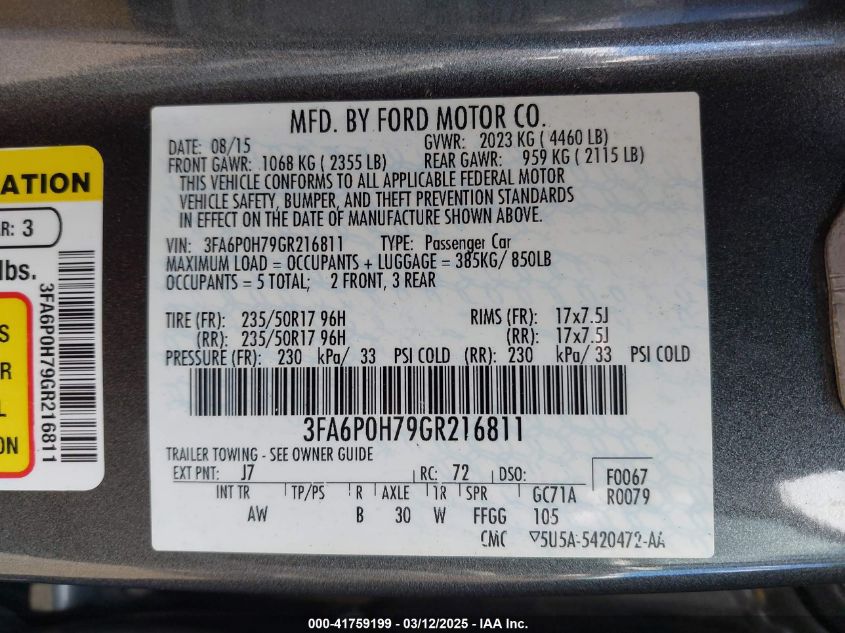 MFD. BY FORD MOTOR CO.
DATE: 08/15 GVWR: 2023 KG ( 4460 LB)
FRONT GAWR: 1068 KG ( 2355 LB) REAR GAWR: 959 KG ( 2115 LB)
THIS VEHICLE CONFORMS TO ALL APPLICABLE FEDERAL MOTOR
VEHICLE SAFETY, BUMPER, AND THEFT PREVENTION STANDARDS
IN EFFECT ON THE DATE OF MANUFACTURE SHOWN ABOVE.
VIN: 3FA6P0H79GR216811 TYPE: Passenger Car
MAXIMUM LOAD = OCCUPANTS + LUGGAGE = 385KG/ 850LB
OCCUPANTS = 5 TOTAL; 2 FRONT, 3 REAR
TIRE (FR): 235/50R17 96H RIMS (FR): 17x7.5J
(RR): 235/50R17 96H (RR): 17x7.5J
PRESSURE (FR): 230 kPa/ 33 PSI COLD (RR): 230 kPa/ 33 PSI COLD
3FA6P0H79GR216811
TRAILER TOWING - SEE OWNER GUIDE
EXT PNT: J7 RC: 72 DSO: F0067
R0079
INT TR TP/PS R AXLE TR SPR GC71A
AW B 30 W FFGG 105
CMC ▽5U5A-5420472-AA
ATION
AR: 3
lbs.
S
R
L
ON
3FA6P0H79GR216811
000-41759199 - 03/12/2025 - IAA Inc.